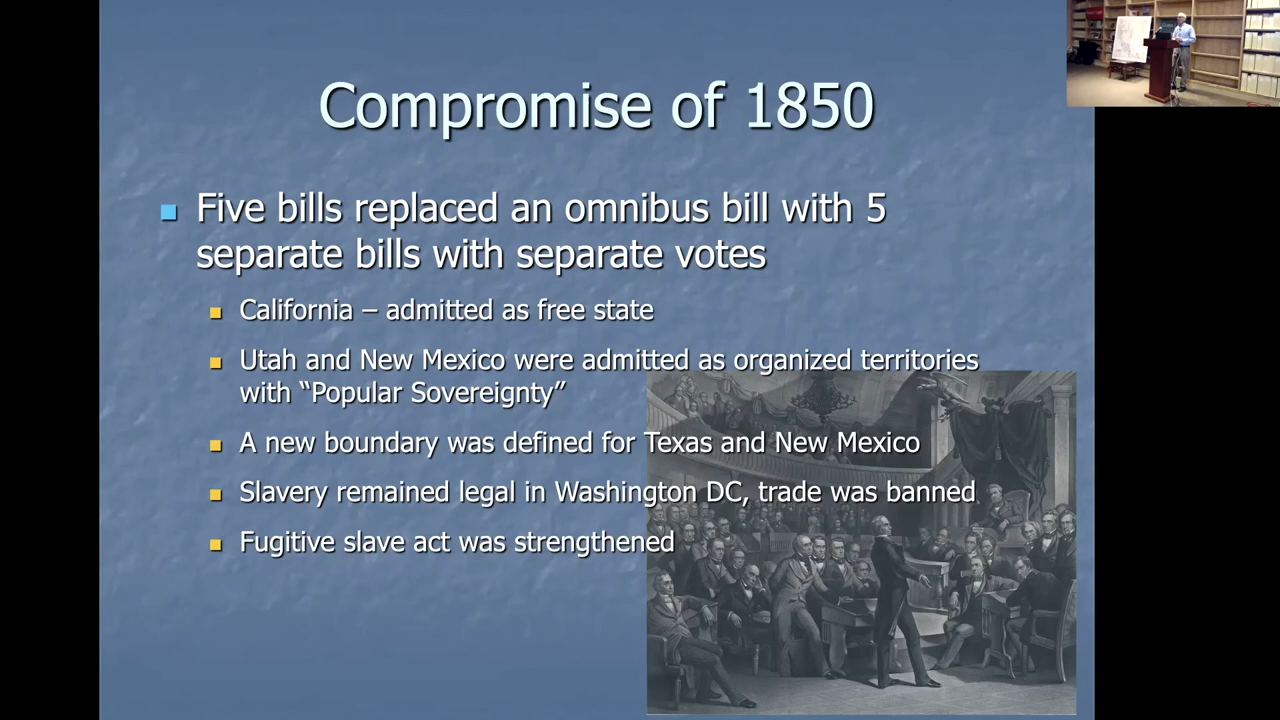 Compromise of 1850
Five bills replaced an omnibus bill with 5
separate bills with separate votes
California – admitted as free state
Utah and New Mexico were admitted as organized territories
with “Popular Sovereignty”
A new boundary was defined for Texas and New Mexico
Slavery remained legal in Washington DC, trade was banned
Fugitive slave act was strengthened